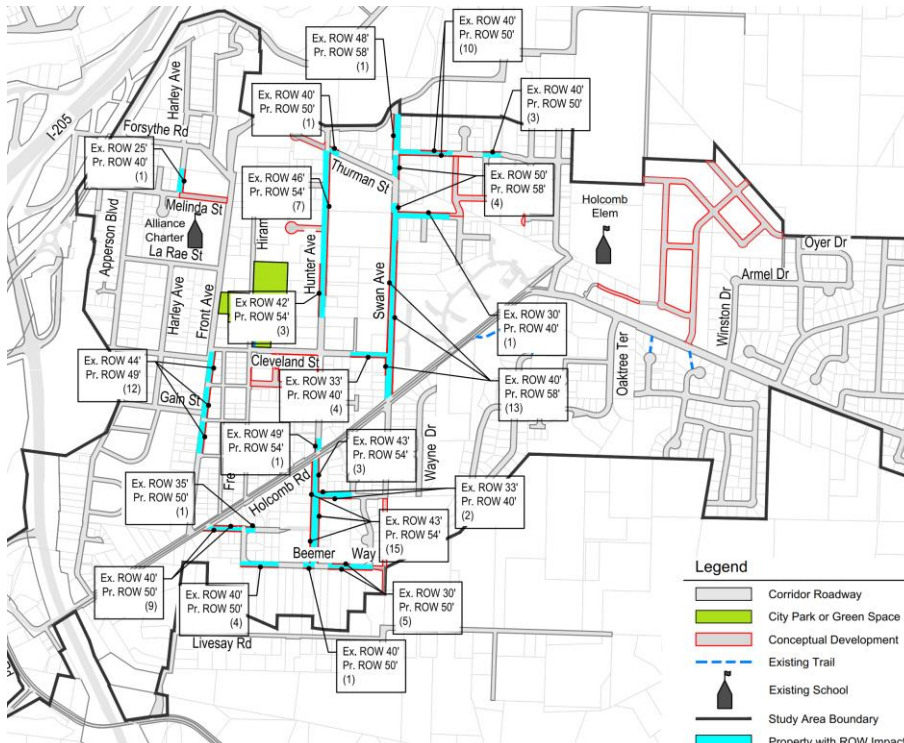 Ex. ROW 40'
Pr. ROW 50'
(10)
Ex. ROW 48'
Pr. ROW 58'
(1)
Ex. ROW 40'
Pr. ROW 50'
(1)
Ex. ROW 40'
Pr. ROW 50'
(3)
Harley Ave
I-205
Forsythe Rd
Ex. ROW 25'
Pr. ROW 40'
(1)
Thurman St
Ex. ROW 46'
Pr. ROW 54'
(7)
Ex. ROW 50'
Pr. ROW 58'
(4)
Melinda St
Holcomb
Elem
Alliance
Charter
La Rae St
Apperson Blvd
Hiram
Hunter Ave
Swan Ave
Oyer Dr
Armel Dr
Harley Ave
Front Ave
Winston Dr
Ex. ROW 42'
Pr. ROW 54'
(3)
Ex. ROW 30'
Pr. ROW 40'
(1)
Cleveland St
Oaktree Ter
Ex. ROW 44'
Pr. ROW 49'
(12)
Ex. ROW 33'
Pr. ROW 40'
(4)
Ex. ROW 40'
Pr. ROW 58'
(13)
Gain St
Ex. ROW 49'
Pr. ROW 54'
(1)
Ex. ROW 43'
Pr. ROW 54'
(3)
Wayne Dr
Fre
Holcomb Rd
Ex. ROW 35'
Pr. ROW 50'
(1)
Ex. ROW 33'
Pr. ROW 40'
(2)
Ex. ROW 43'
Pr. ROW 54'
(15)
Beemer Way
Ex. ROW 40'
Pr. ROW 50'
(9)
Ex. ROW 40'
Pr. ROW 50'
(4)
Ex. ROW 30'
Pr. ROW 50'
(5)
Livesay Rd
Ex. ROW 40'
Pr. ROW 50'
(1)
Legend
Corridor Roadway
City Park or Green Space
Conceptual Development
Existing Trail
Existing School
Study Area Boundary
Property with ROW Impact